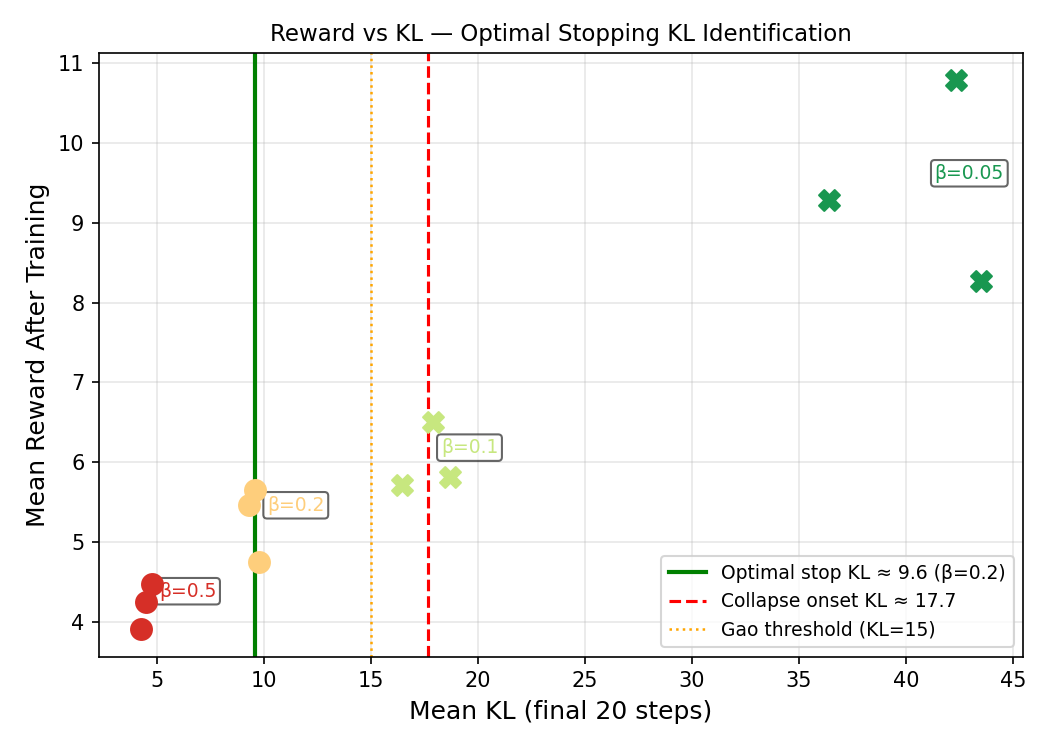 Reward vs KL — Optimal Stopping KL Identification
Mean Reward After Training
11
10
9
8
7
6
5
4
β=0.05
β=0.1
β=0.2
β=0.5
Optimal stop KL ≈ 9.6 (β=0.2)
Collapse onset KL ≈ 17.7
Gao threshold (KL=15)
5 10 15 20 25 30 35 40 45
Mean KL (final 20 steps)